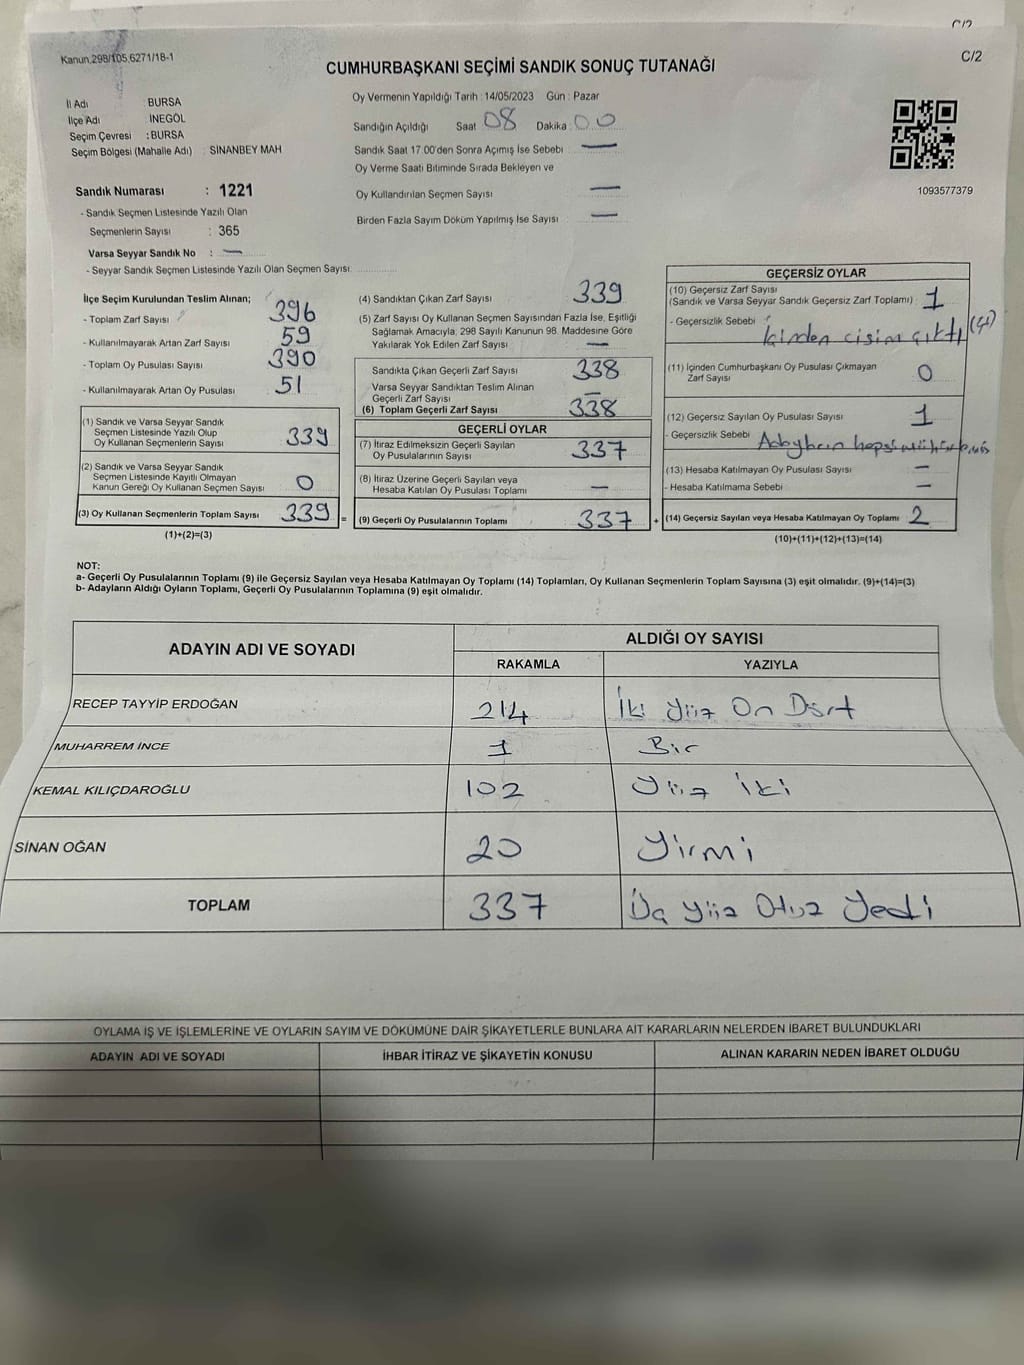 C/2
Kanun.298/105,6271/18-1
C/2
CUMHURBAŞKANI SEÇİMİ SANDIK SONUÇ TUTANAĞI
İl Adı : BURSA
İlçe Adı : İNEGÖL
Seçim Çevresi : BURSA
Seçim Bölgesi (Mahalle Adı) : SİNANBEY MAH
Sandık Numarası : 1221
- Sandık Seçmen Listesinde Yazılı Olan
Seçmenlerin Sayısı : 365
Varsa Seyyar Sandık No : —
- Seyyar Sandık Seçmen Listesinde Yazılı Olan Seçmen Sayısı
Oy Vermenin Yapıldığı Tarih : 14/05/2023 Gün : Pazar
Sandığın Açıldığı Saat 08 Dakika : 00
Sandık Saat 17.00'den Sonra Açımış İse Sebebi —
Oy Verme Saati Bitiminde Sırada Bekleyen ve
Oy Kullandırılan Seçmen Sayısı —
Birden Fazla Sayım Döküm Yapılmış İse Sayısı —
1093577379
İlçe Seçim Kurulundan Teslim Alınan;
- Toplam Zarf Sayısı 396
- Kullanılmayarak Artan Zarf Sayısı 59
- Toplam Oy Pusulası Sayısı 390
- Kullanılmayarak Artan Oy Pusulası 51
(1) Sandık ve Varsa Seyyar Sandık
Seçmen Listesinde Yazılı Olup
Oy Kullanan Seçmenlerin Sayısı 339
(2) Sandık ve Varsa Seyyar Sandık
Seçmen Listesinde Kayıtlı Olmayan
Kanun Gereği Oy Kullanan Seçmen Sayısı 0
(3) Oy Kullanan Seçmenlerin Toplam Sayısı 339 =
(1)+(2)=(3)
(4) Sandıktan Çıkan Zarf Sayısı 339
(5) Zarf Sayısı Oy Kullanan Seçmen Sayısından Fazla İse, Eşitliği
Sağlamak Amacıyla; 298 Sayılı Kanunun 98. Maddesine Göre
Yakılarak Yok Edilen Zarf Sayısı —
Sandıkta Çıkan Geçerli Zarf Sayısı 338
Varsa Seyyar Sandıktan Teslim Alınan
Geçerli Zarf Sayısı —
(6) Toplam Geçerli Zarf Sayısı 338
GEÇERLİ OYLAR
(7) İtiraz Edilmeksizin Geçerli Sayılan
Oy Pusulalarının Sayısı 337
(8) İtiraz Üzerine Geçerli Sayılan veya
Hesaba Katılan Oy Pusulası Toplamı —
(9) Geçerli Oy Pusulalarının Toplamı 337 +
GEÇERSİZ OYLAR
(10) Geçersiz Zarf Sayısı
(Sandık ve Varsa Seyyar Sandık Geçersiz Zarf Toplamı) : 1
- Geçersizlik Sebebi : İçinden cisim çıktı
(11) İçinden Cumhurbaşkanı Oy Pusulası Çıkmayan
Zarf Sayısı 0
(12) Geçersiz Sayılan Oy Pusulası Sayısı 1
- Geçersizlik Sebebi hepsi
(13) Hesaba Katılmayan Oy Pusulası Sayısı —
- Hesaba Katılmama Sebebi —
(14) Geçersiz Sayılan veya Hesaba Katılmayan Oy Toplamı 2
(10)+(11)+(12)+(13)=(14)
NOT:
a- Geçerli Oy Pusulalarının Toplamı (9) ile Geçersiz Sayılan veya Hesaba Katılmayan Oy Toplamı (14) Toplamları, Oy Kullanan Seçmenlerin Toplam Sayısına (3) eşit olmalıdır. (9)+(14)=(3)
b- Adayların Aldığı Oyların Toplamı, Geçerli Oy Pusulalarının Toplamına (9) eşit olmalıdır.
ADAYIN ADI VE SOYADI ALDIĞI OY SAYISI
RAKAMLA YAZIYLA
RECEP TAYYİP ERDOĞAN 214 İki Yüz On Dört
MUHARREM İNCE 1 Bir
KEMAL KILIÇDAROĞLU 102 Yüz İki
SİNAN OĞAN 20 Yirmi
TOPLAM 337 Üç Yüz Otuz Yedi
OYLAMA İŞ VE İŞLEMLERİNE VE OYLARIN SAYIM VE DÖKÜMÜNE DAİR ŞİKAYETLERLE BUNLARA AİT KARARLARIN NELERDEN İBARET BULUNDUKLARI
ADAYIN ADI VE SOYADI İHBAR İTİRAZ VE ŞİKAYETİN KONUSU ALINAN KARARIN NEDEN İBARET OLDUĞU